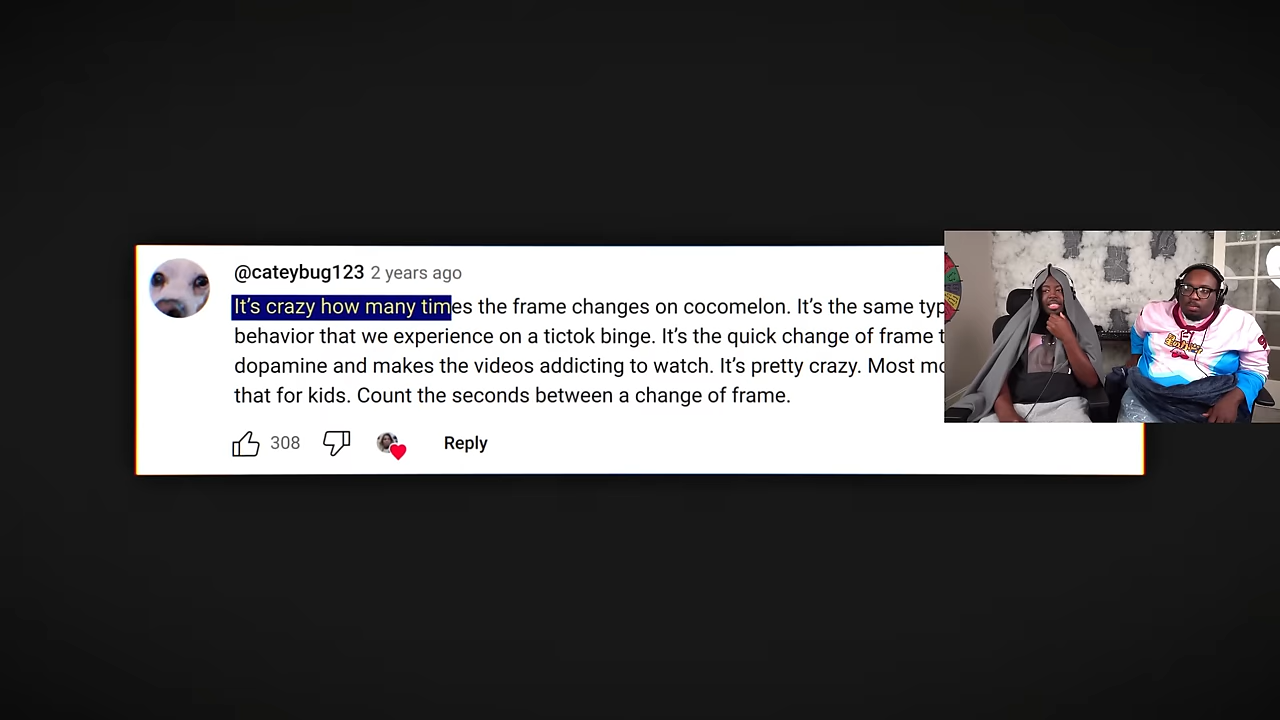 @cateybug123 2 years ago
It's crazy how many times the frame changes on cocomelon. It's the same
behavior that we experience on a tictok binge. It's the quick change of frame
dopamine and makes the videos addicting to watch. It's pretty crazy. Most
that for kids. Count the seconds between a change of frame.
308
Reply